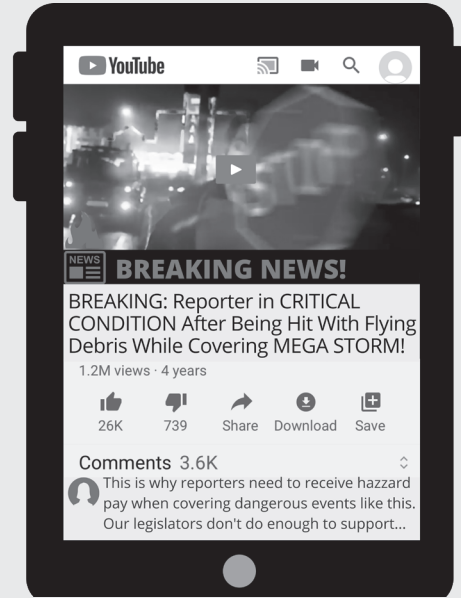 YouTube
STOP
NEWS
BREAKING NEWS!
BREAKING: Reporter in CRITICAL
CONDITION After Being Hit With Flying
Debris While Covering MEGA STORM!
1.2M views · 4 years
26K 739 Share Download Save
Comments 3.6K
This is why reporters need to receive hazzard
pay when covering dangerous events like this.
Our legislators don't do enough to support...